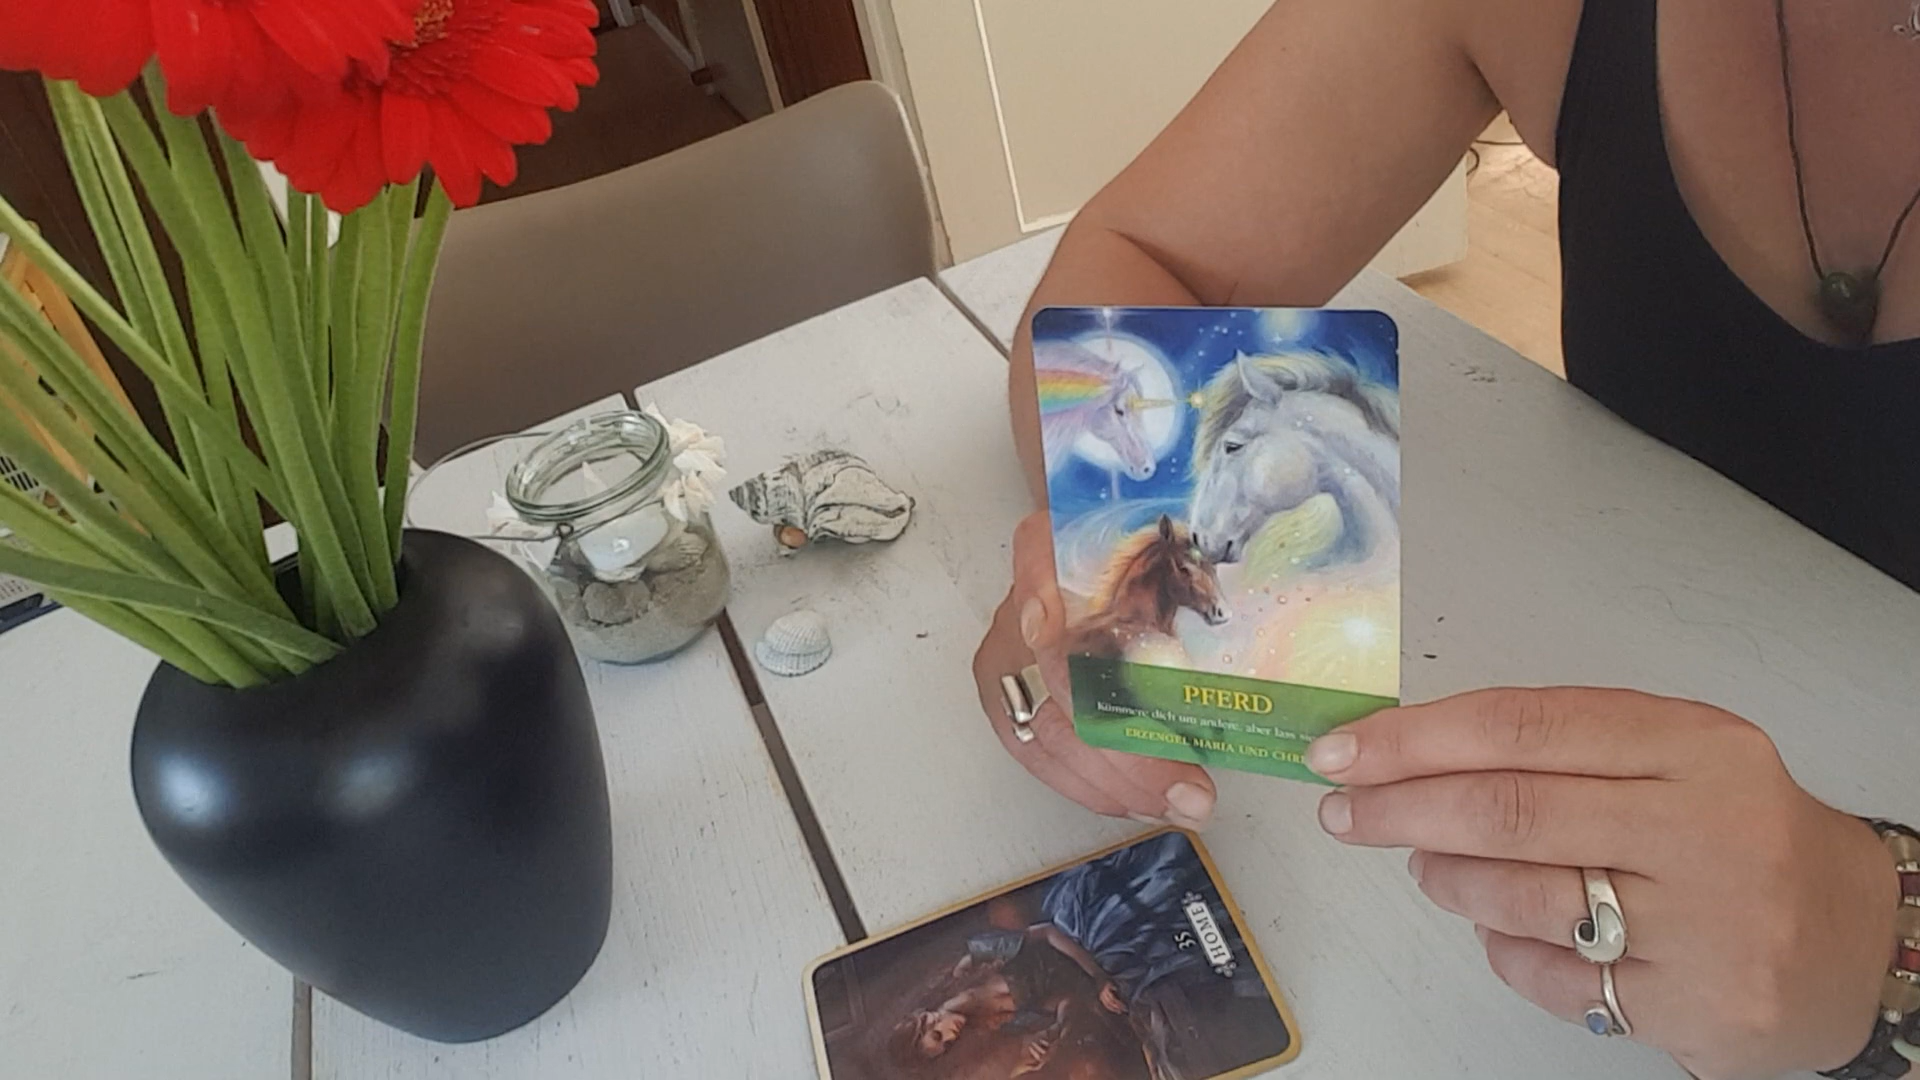 PFERD
Kümmere dich um andere, aber lass
ERZENGEL MARIA UND
HOME
35